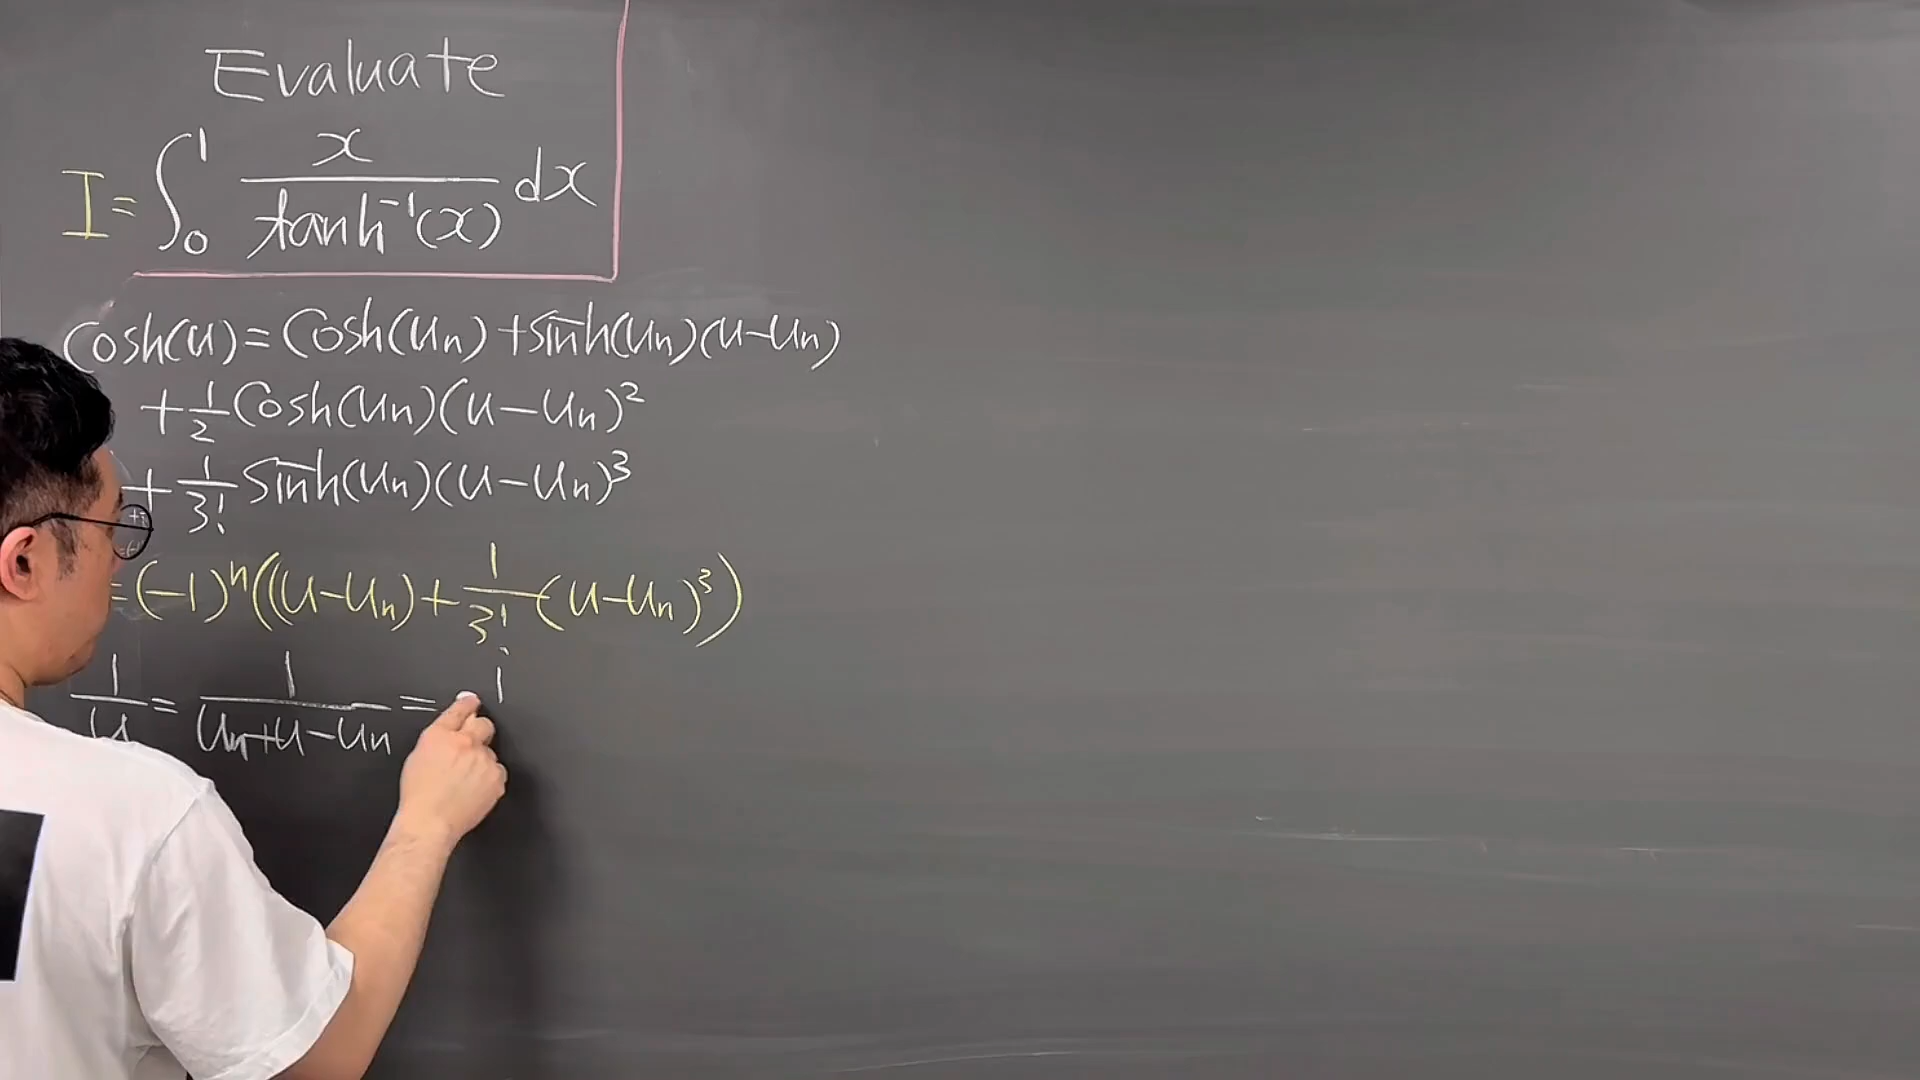 Evaluate
I = ∫₀¹ x / tanh⁻¹(x) dx
cosh(u) = cosh(uₙ) + sinh(uₙ)(u-uₙ)
+ 1/2 cosh(uₙ)(u-uₙ)²
+ 1/3! sinh(uₙ)(u-uₙ)³
= (-1)ⁿ((u-uₙ) + 1/3! (u-uₙ)³)
1/u = 1/(uₙ+u-uₙ) = 1